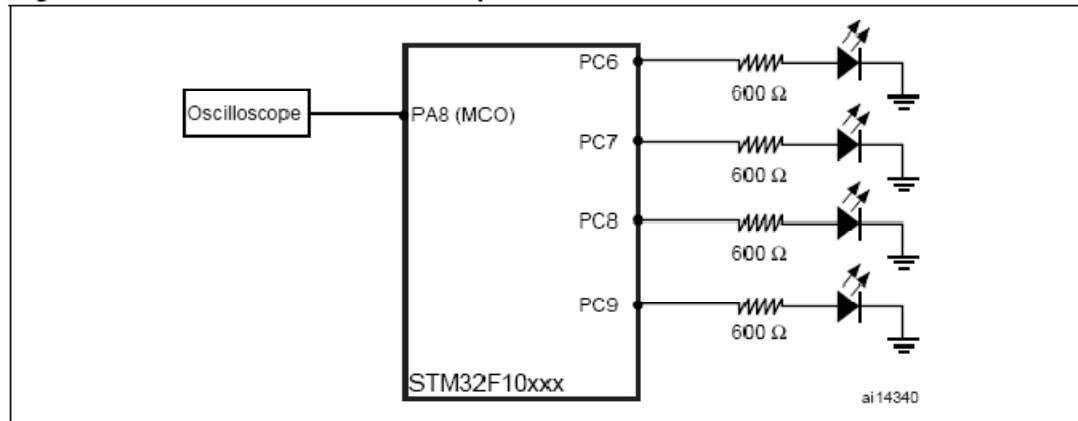 PC6
600 Ω
Oscilloscope
PA8 (MCO)
PC7
600 Ω
PC8
600 Ω
PC9
600 Ω
STM32F10xxx
ai14340